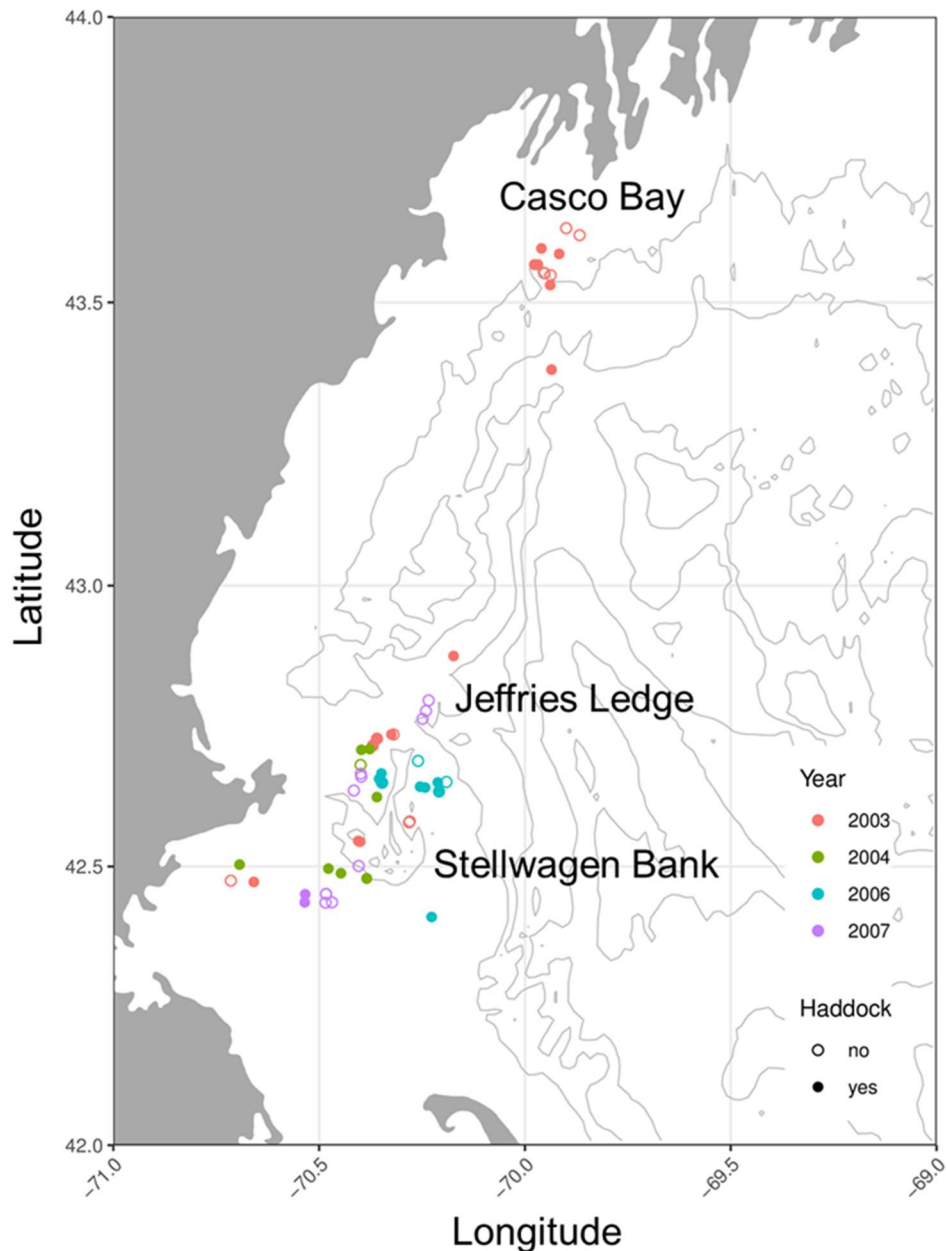 44.0
Casco Bay
43.5
Latitude
43.0
Jeffries Ledge
Year
2003
42.5
Stellwagen Bank
2004
2006
2007
Haddock
no
yes
42.0
−71.0
−70.5
−70.0
−69.5
−69.0
Longitude